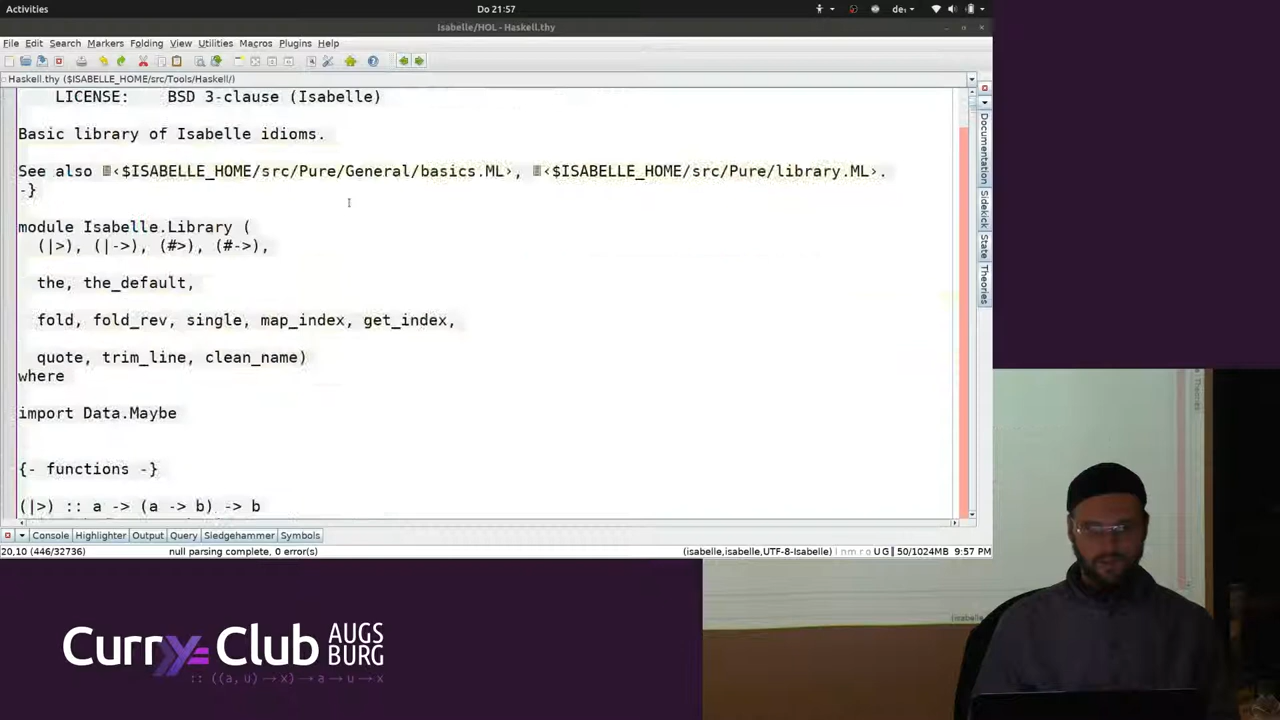 Activities
Do 21:57
de
Isabelle/HOL - Haskell.thy
File Edit Search Markers Folding View Utilities Macros Plugins Help
Haskell.thy ($ISABELLE_HOME/src/Tools/Haskell/)
LICENSE:    BSD 3-clause (Isabelle)
Basic library of Isabelle idioms.
See also ‹$ISABELLE_HOME/src/Pure/General/basics.ML›, ‹$ISABELLE_HOME/src/Pure/library.ML›.
-}
module Isabelle.Library (
(|>), (|->), (#>), (#->),
the, the_default,
fold, fold_rev, single, map_index, get_index,
quote, trim_line, clean_name)
where
import Data.Maybe
{- functions -}
(|>) :: a -> (a -> b) -> b
Documentation
Sidekick
State
Theories
Console Highlighter Output Query Sledgehammer Symbols
20,10 (446/32736)
null parsing complete, 0 error(s)
(isabelle,isabelle,UTF-8-Isabelle) | n m r o U G 50/1024MB 9:57 PM
Curry Club AUGS
BURG
:: ((a, u) → x) → a → u → x